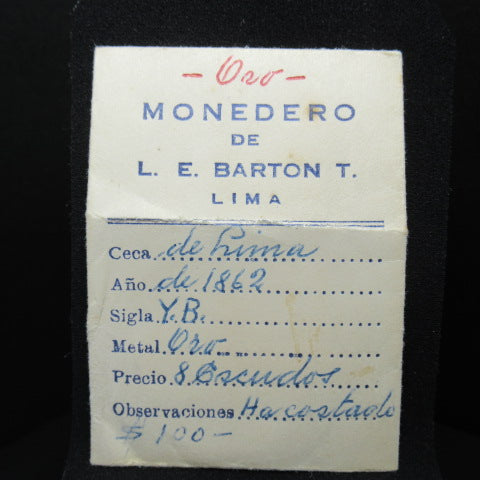 - Oro -
MONEDERO
DE
L. E. BARTON T.
LIMA
Ceca de Lima
Año de 1862
Sigla Y.B.
Metal Oro
Precio 8 Escudos
Observaciones Ha costado
$ 100-